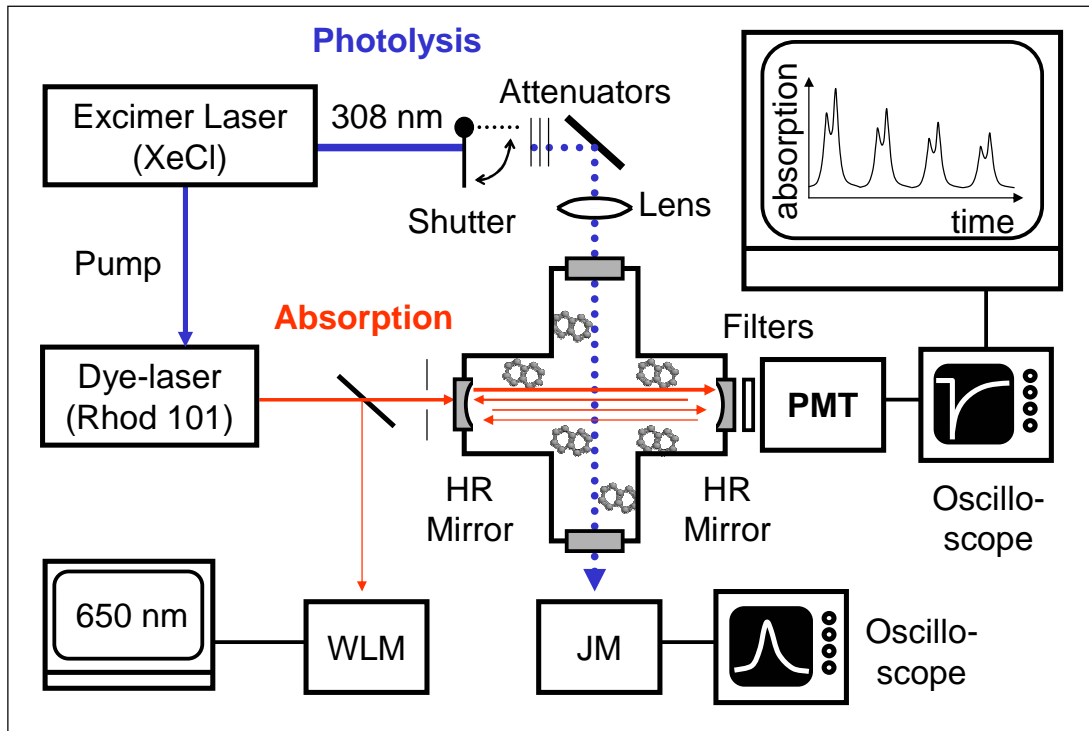 Photolysis
Excimer Laser
(XeCl)
308 nm
Attenuators
absorption
time
Shutter
Lens
Pump
Absorption
Filters
Dye-laser
(Rhod 101)
PMT
HR
Mirror
HR
Mirror
Oscillo-
scope
650 nm
WLM
JM
Oscillo-
scope